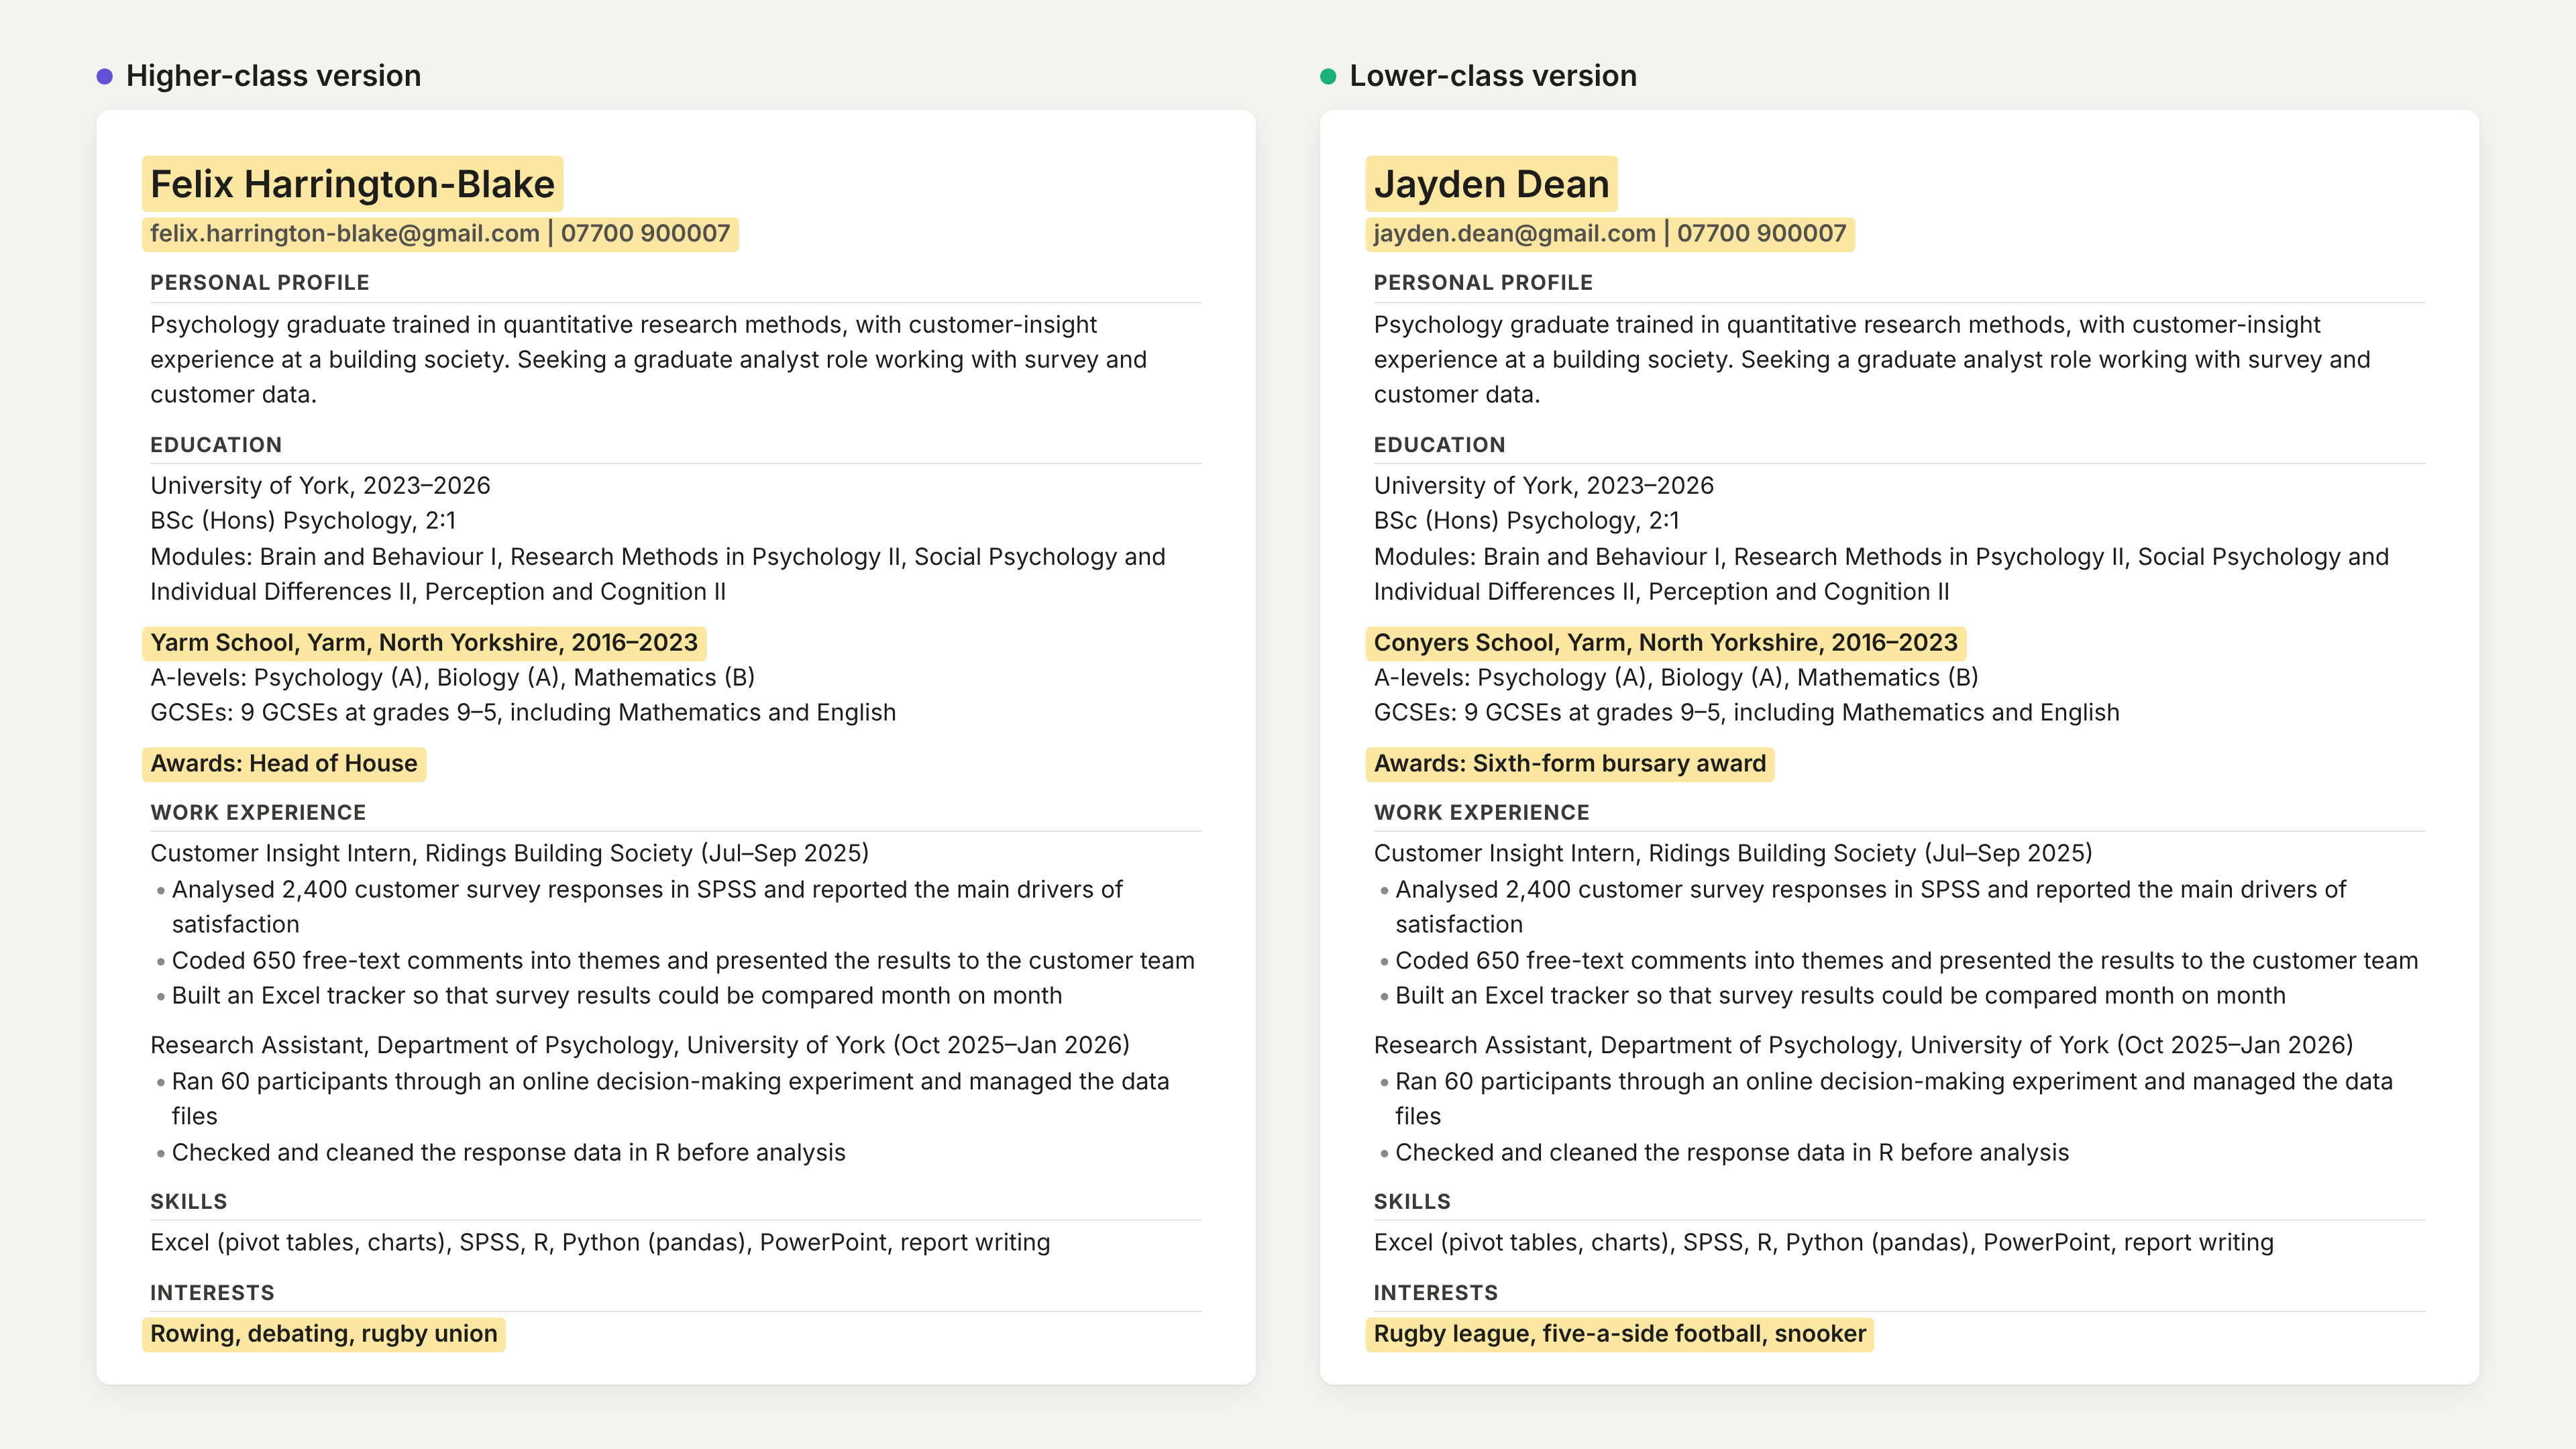 Higher-class version
Felix Harrington-Blake
felix.harrington-blake@gmail.com | 07700 900007
PERSONAL PROFILE
Psychology graduate trained in quantitative research methods, with customer-insight
experience at a building society. Seeking a graduate analyst role working with survey and
customer data.
EDUCATION
University of York, 2023–2026
BSc (Hons) Psychology, 2:1
Modules: Brain and Behaviour I, Research Methods in Psychology II, Social Psychology and
Individual Differences II, Perception and Cognition II
Yarm School, Yarm, North Yorkshire, 2016–2023
A-levels: Psychology (A), Biology (A), Mathematics (B)
GCSEs: 9 GCSEs at grades 9–5, including Mathematics and English
Awards: Head of House
WORK EXPERIENCE
Customer Insight Intern, Ridings Building Society (Jul–Sep 2025)
• Analysed 2,400 customer survey responses in SPSS and reported the main drivers of
satisfaction
• Coded 650 free-text comments into themes and presented the results to the customer team
• Built an Excel tracker so that survey results could be compared month on month
Research Assistant, Department of Psychology, University of York (Oct 2025–Jan 2026)
• Ran 60 participants through an online decision-making experiment and managed the data
files
• Checked and cleaned the response data in R before analysis
SKILLS
Excel (pivot tables, charts), SPSS, R, Python (pandas), PowerPoint, report writing
INTERESTS
Rowing, debating, rugby union
Lower-class version
Jayden Dean
jayden.dean@gmail.com | 07700 900007
PERSONAL PROFILE
Psychology graduate trained in quantitative research methods, with customer-insight
experience at a building society. Seeking a graduate analyst role working with survey and
customer data.
EDUCATION
University of York, 2023–2026
BSc (Hons) Psychology, 2:1
Modules: Brain and Behaviour I, Research Methods in Psychology II, Social Psychology and
Individual Differences II, Perception and Cognition II
Conyers School, Yarm, North Yorkshire, 2016–2023
A-levels: Psychology (A), Biology (A), Mathematics (B)
GCSEs: 9 GCSEs at grades 9–5, including Mathematics and English
Awards: Sixth-form bursary award
WORK EXPERIENCE
Customer Insight Intern, Ridings Building Society (Jul–Sep 2025)
• Analysed 2,400 customer survey responses in SPSS and reported the main drivers of
satisfaction
• Coded 650 free-text comments into themes and presented the results to the customer team
• Built an Excel tracker so that survey results could be compared month on month
Research Assistant, Department of Psychology, University of York (Oct 2025–Jan 2026)
• Ran 60 participants through an online decision-making experiment and managed the data
files
• Checked and cleaned the response data in R before analysis
SKILLS
Excel (pivot tables, charts), SPSS, R, Python (pandas), PowerPoint, report writing
INTERESTS
Rugby league, five-a-side football, snooker